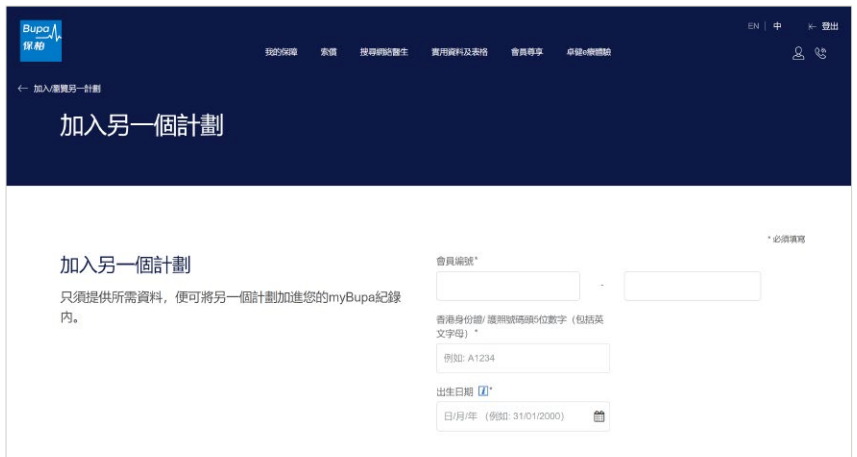 Bupa
保柏
EN | 中 ← 登出
我的保障 索償 搜尋網絡醫生 實用資料及表格 會員尊享 卓健e療體驗
← 加入/瀏覽另一計劃
加入另一個計劃
* 必須填寫
加入另一個計劃
只須提供所需資料，便可將另一個計劃加進您的myBupa紀錄
內。
會員編號*
-
香港身份證/ 護照號碼頭5位數字（包括英
文字母）*
例如: A1234
出生日期 i *
日/月/年 （例如: 31/01/2000）